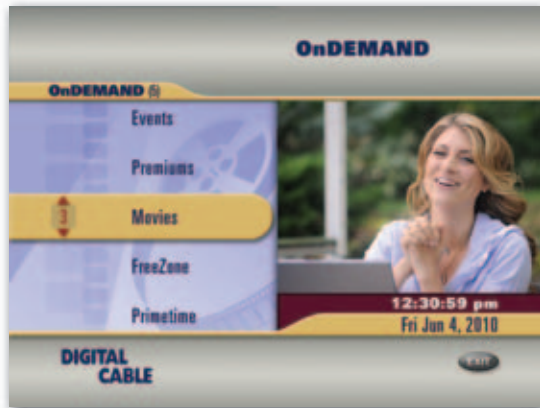 OnDEMAND
OnDEMAND (5)
Events
Premiums
3
Movies
FreeZone
Primetime
12:30:59 pm
Fri Jun 4, 2010
DIGITAL
CABLE
EXIT